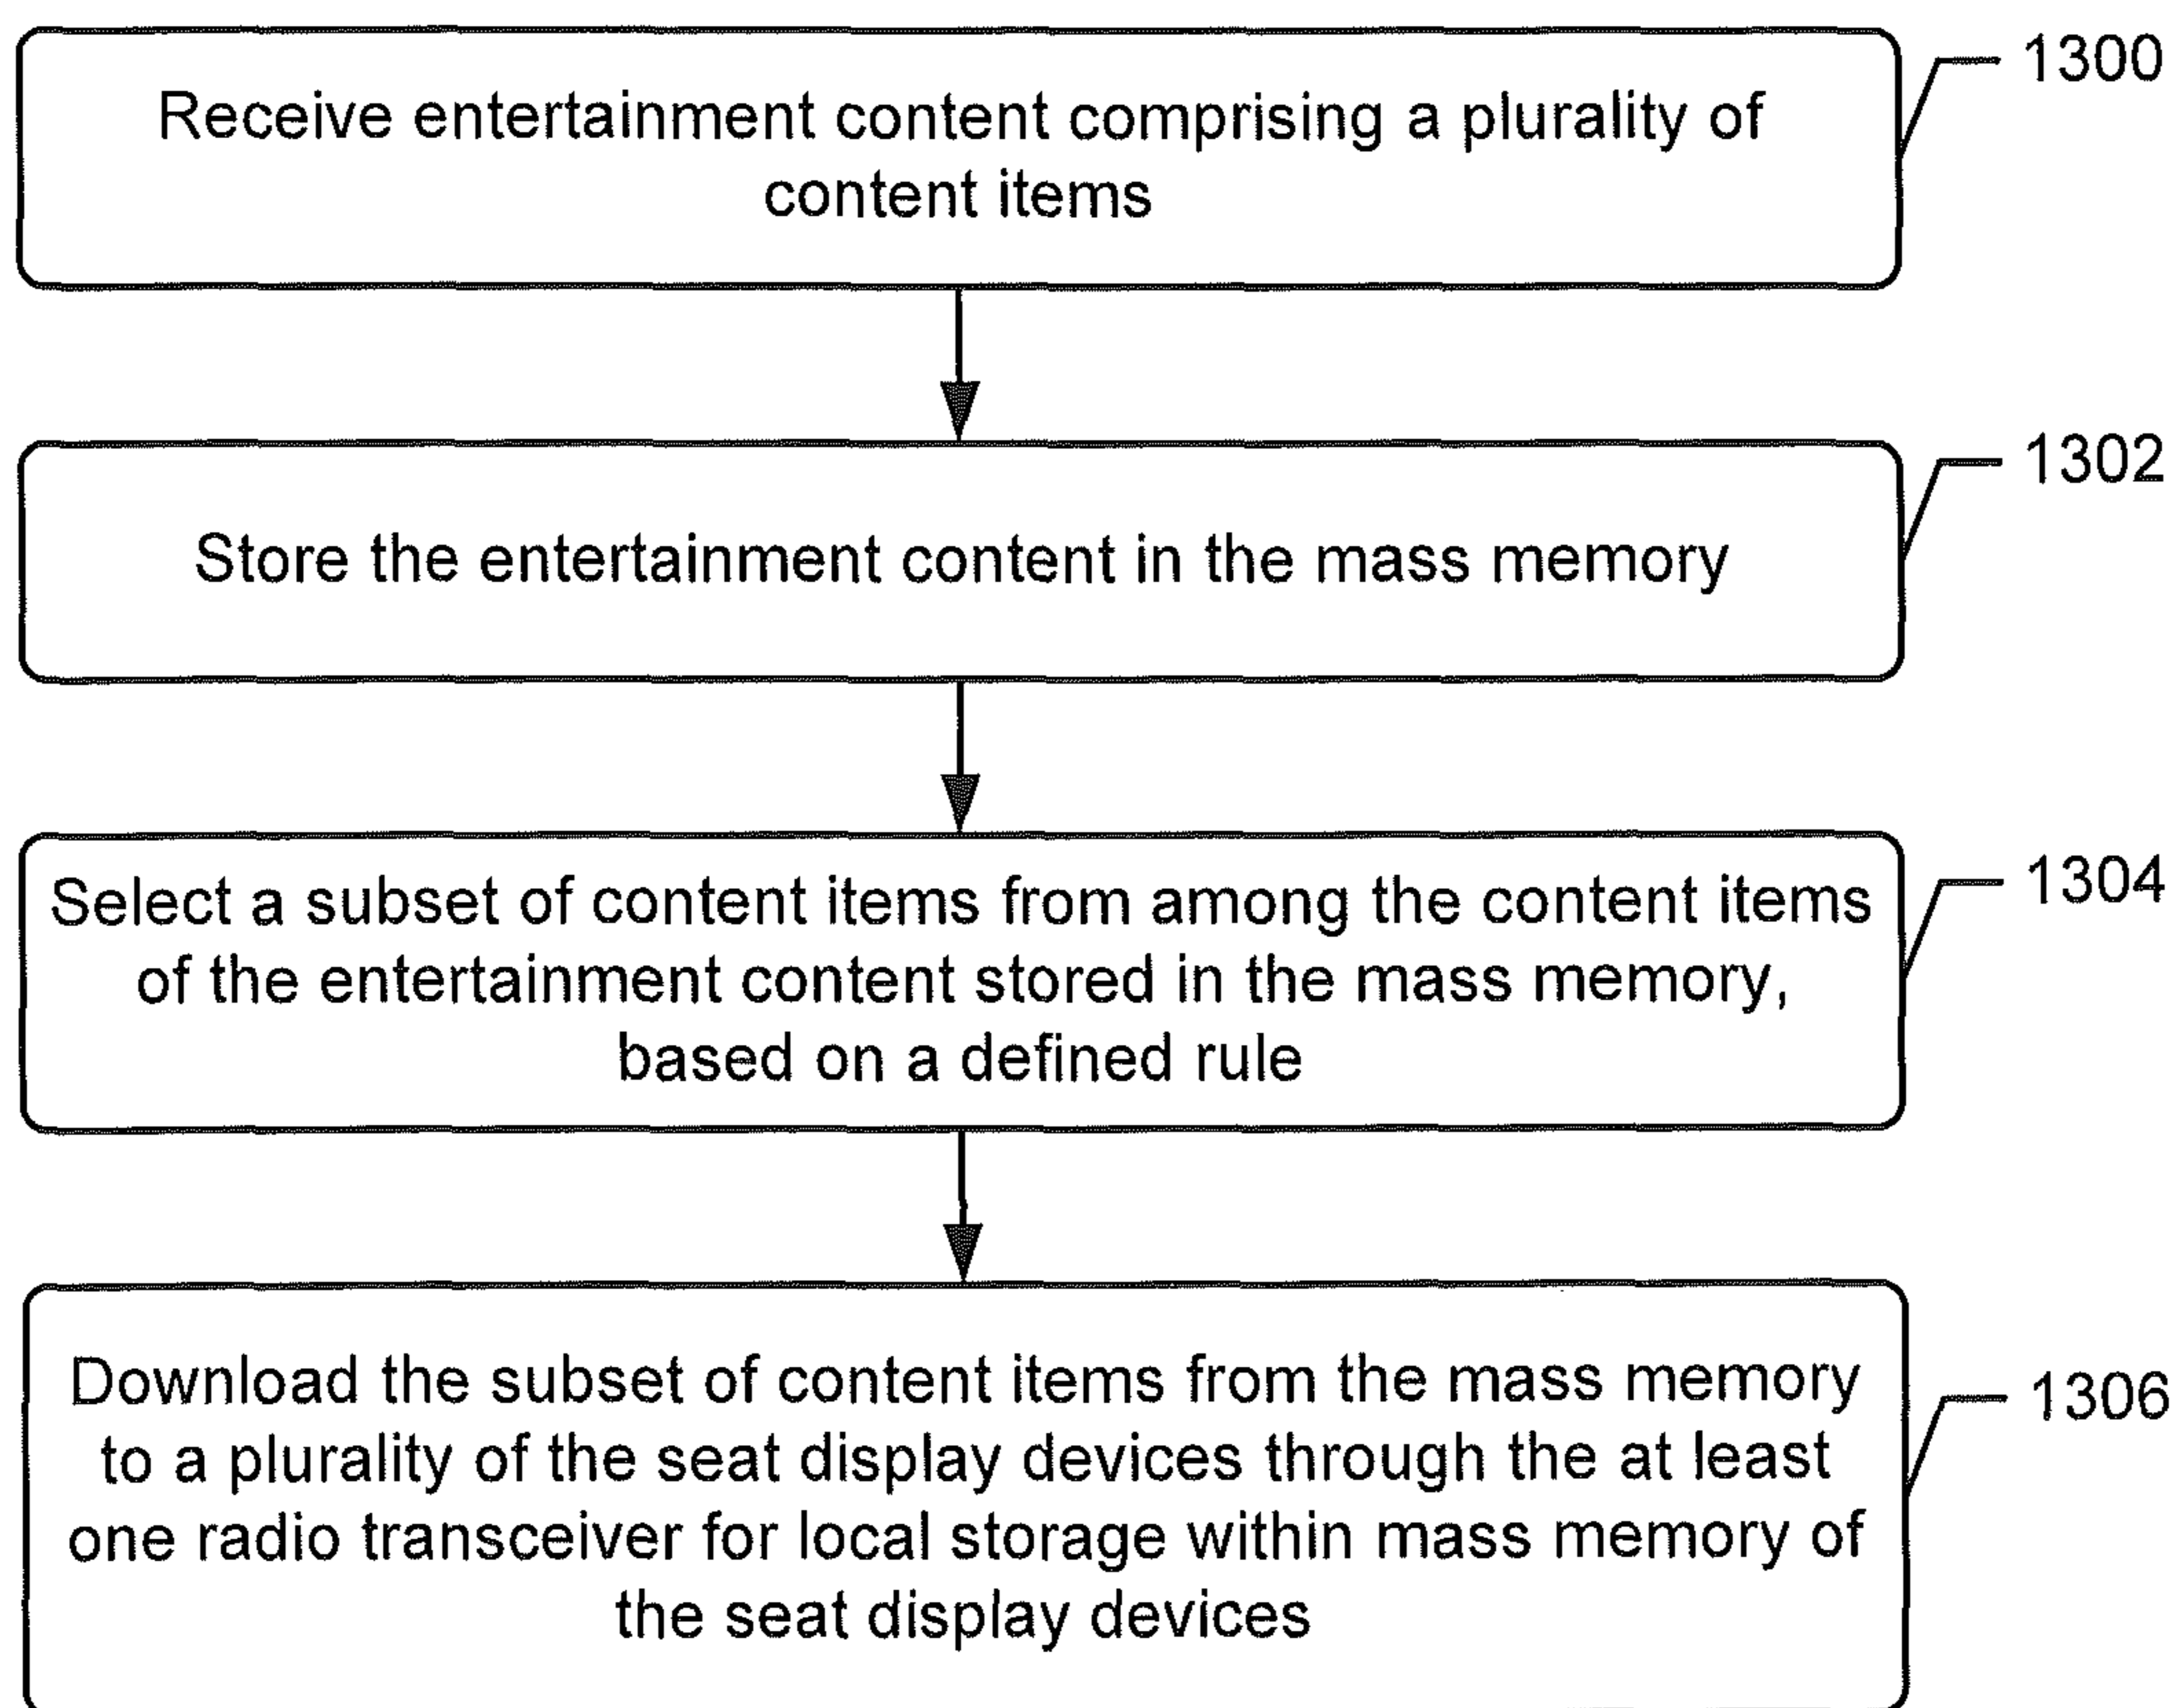 Receive entertainment content comprising a plurality of
content items
1300
Store the entertainment content in the mass memory
1302
Select a subset of content items from among the content items
of the entertainment content stored in the mass memory,
based on a defined rule
1304
Download the subset of content items from the mass memory
to a plurality of the seat display devices through the at least
one radio transceiver for local storage within mass memory of
the seat display devices
1306